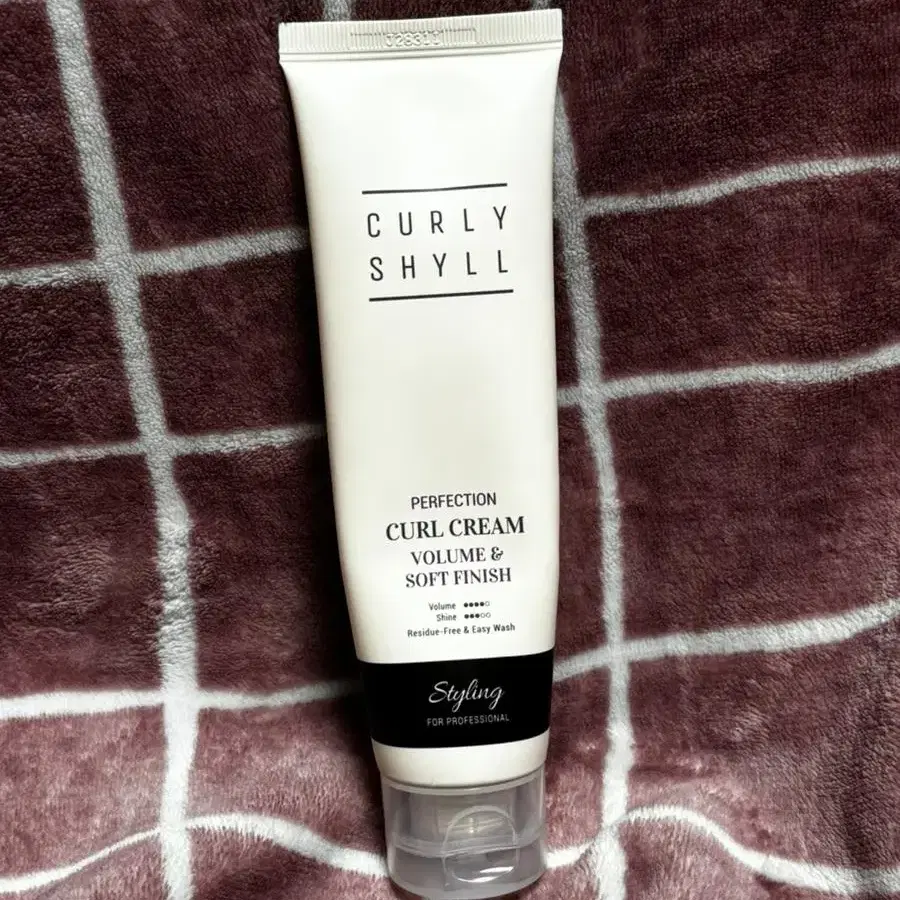 CURLY
SHYLL
PERFECTION
CURL CREAM
VOLUME &
SOFT FINISH
Volume ●●●●○
Shine ●●●○○
Residue-Free & Easy Wash
Styling
FOR PROFESSIONAL